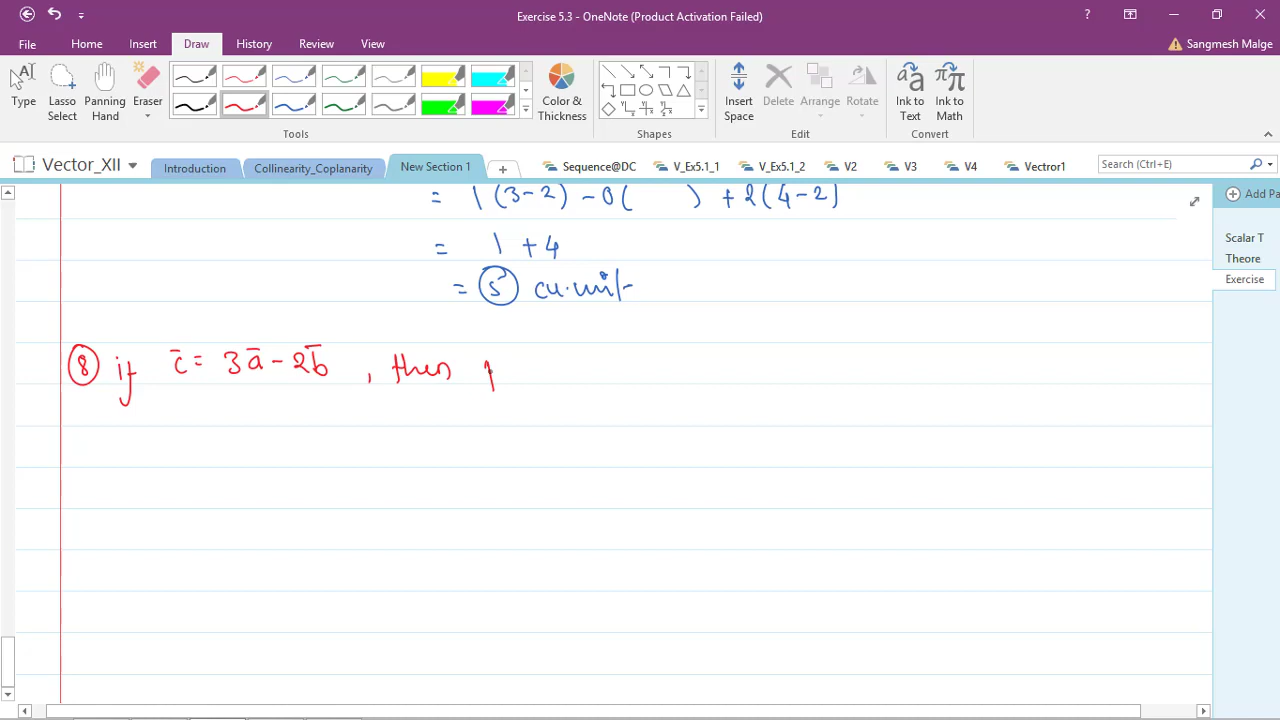 Exercise 5.3 - OneNote (Product Activation Failed)
?
File Home Insert Draw History Review View
Sangmesh Malge
Type
Lasso Select
Panning Hand
Eraser
Color & Thickness
Insert Space
Delete
Arrange
Rotate
Ink to Text
Ink to Math
Tools
Shapes
Edit
Convert
Vector_XII
Introduction
Collinearity_Coplanarity
New Section 1
Sequence@DC
V_Ex5.1_1
V_Ex5.1_2
V2
V3
V4
Vector1
Search (Ctrl+E)
Add Pa
Scalar T
Theore
Exercise
= 1 (3-2) - 0( ) + 2(4-2)
= 1 + 4
= 5 cu.unit
8 if c̄ = 3ā - 2b̄ , then